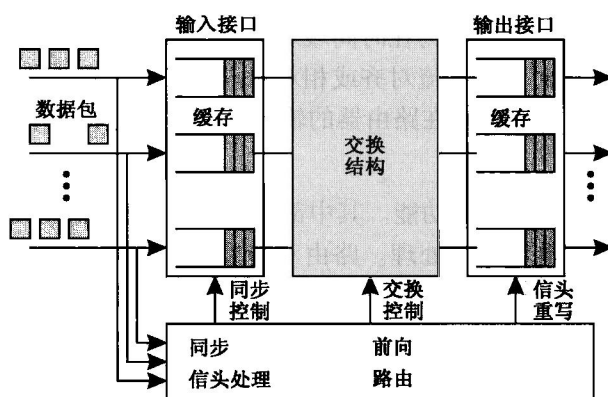 输入接口
输出接口
数据包
缓存
交换
结构
缓存
同步
控制
交换
控制
信头
重写
同步
前向
信头处理
路由